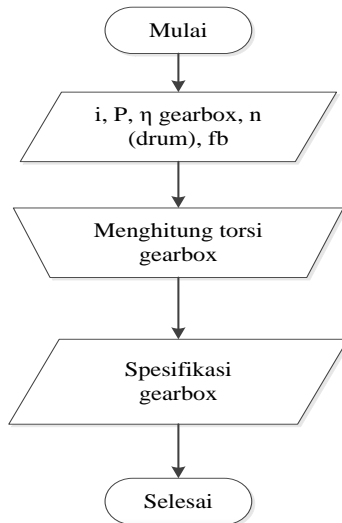 Mulai
i, P, η gearbox, n
(drum), fb
Menghitung torsi
gearbox
Spesifikasi
gearbox
Selesai